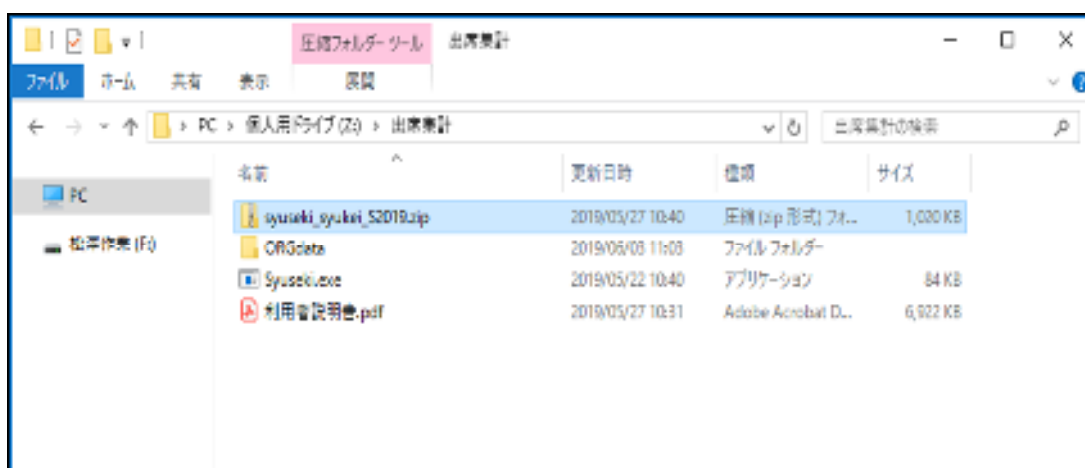 圧縮フォルダー ツール 出席集計
ファイル ホーム 共有 表示 展開
PC › 個人用ドライブ (Z:) › 出席集計 出席集計の検索
名前 更新日時 種類 サイズ
PC
松澤作業 (F:)
syuseki_syukei_S2019.zip 2019/05/27 10:40 圧縮 (zip 形式) フォ... 1,020 KB
ORGdata 2019/06/03 11:03 ファイル フォルダー
Syuseki.exe 2019/05/22 10:40 アプリケーション 84 KB
利用者説明書.pdf 2019/05/27 10:31 Adobe Acrobat D... 6,922 KB